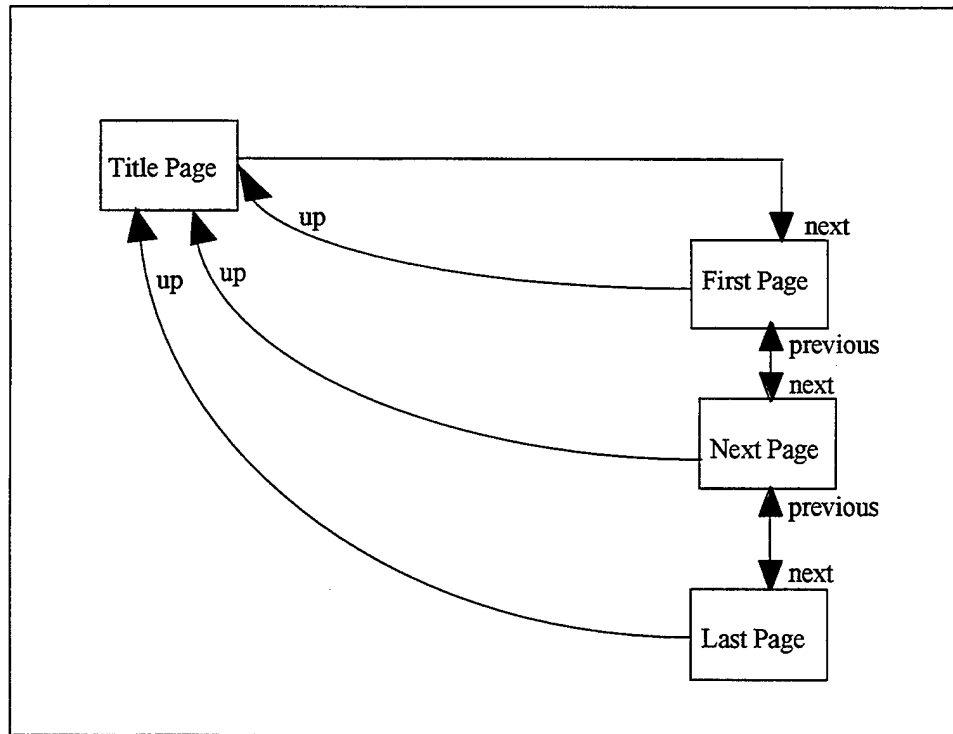 Title Page
up
next
up
up
First Page
previous
next
Next Page
previous
next
Last Page